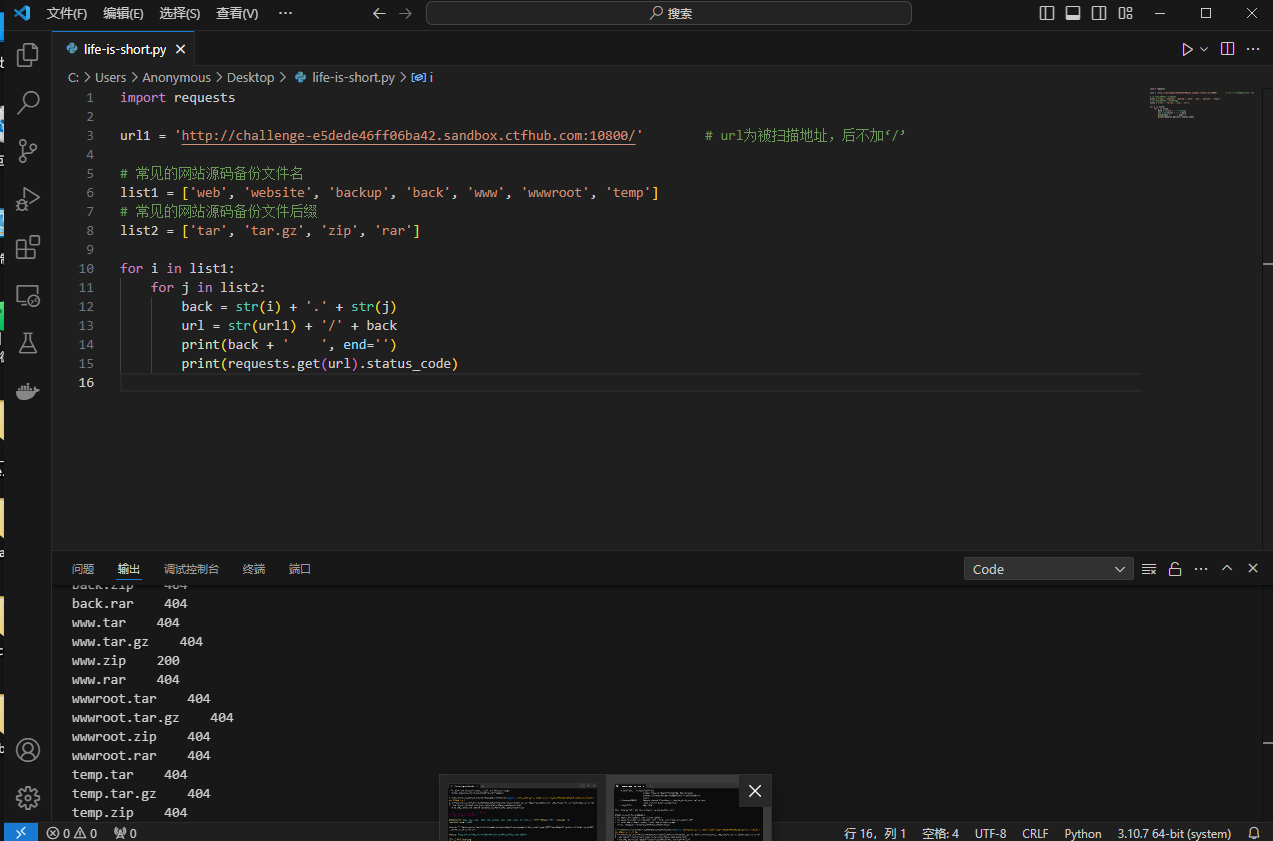 文件(F) 编辑(E) 选择(S) 查看(V) ··· 搜索
life-is-short.py
C: > Users > Anonymous > Desktop > life-is-short.py > i
1 import requests
2
3 url1 = 'http://challenge-e5dede46ff06ba42.sandbox.ctfhub.com:10800/' # url为被扫描地址，后不加‘/’
4
5 # 常见的网站源码备份文件名
6 list1 = ['web', 'website', 'backup', 'back', 'www', 'wwwroot', 'temp']
7 # 常见的网站源码备份文件后缀
8 list2 = ['tar', 'tar.gz', 'zip', 'rar']
9
10 for i in list1:
11     for j in list2:
12         back = str(i) + '.' + str(j)
13         url = str(url1) + '/' + back
14         print(back + '    ', end='')
15         print(requests.get(url).status_code)
16
问题 输出 调试控制台 终端 端口 Code
back.zip    404
back.rar    404
www.tar    404
www.tar.gz    404
www.zip    200
www.rar    404
wwwroot.tar    404
wwwroot.tar.gz    404
wwwroot.zip    404
wwwroot.rar    404
temp.tar    404
temp.tar.gz    404
temp.zip    404
0 0 0 行 16，列 1 空格: 4 UTF-8 CRLF Python 3.10.7 64-bit (system)